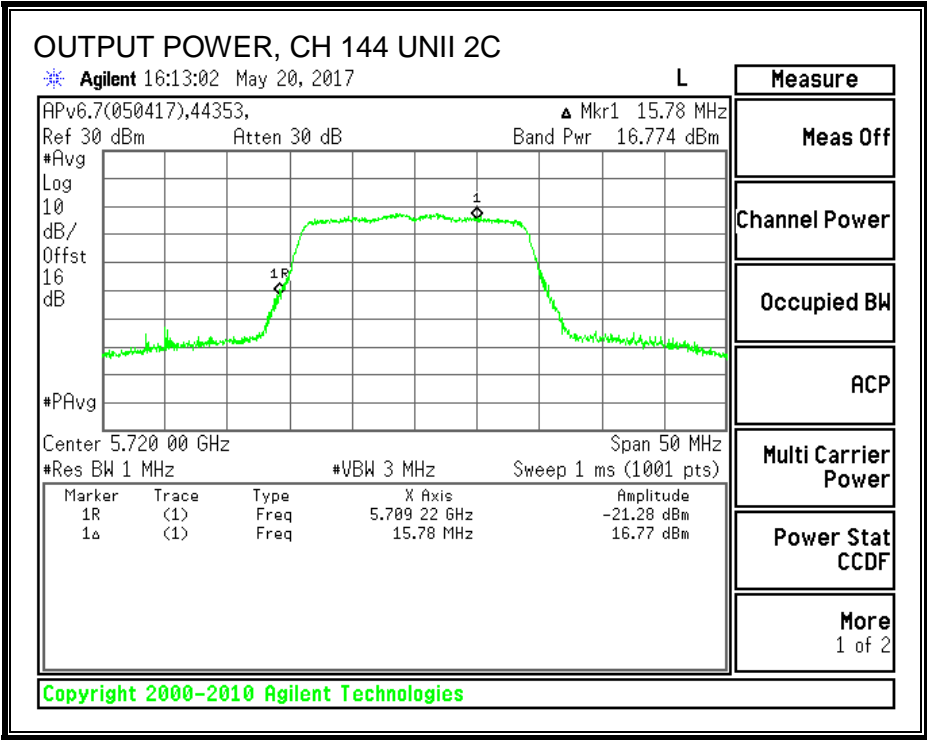 OUTPUT POWER, CH 144 UNII 2C
Agilent 16:13:02 May 20, 2017 L
APv6.7(050417),44353, Δ Mkr1 15.78 MHz
Ref 30 dBm Atten 30 dB Band Pwr 16.774 dBm
#Avg
Log
10
dB/
Offst
16
dB
1
1R
#PAvg
Center 5.720 00 GHz Span 50 MHz
#Res BW 1 MHz #VBW 3 MHz Sweep 1 ms (1001 pts)
Marker Trace Type X Axis Amplitude
1R (1) Freq 5.709 22 GHz -21.28 dBm
1Δ (1) Freq 15.78 MHz 16.77 dBm
Measure
Meas Off
Channel Power
Occupied BW
ACP
Multi Carrier
Power
Power Stat
CCDF
More
1 of 2
Copyright 2000-2010 Agilent Technologies